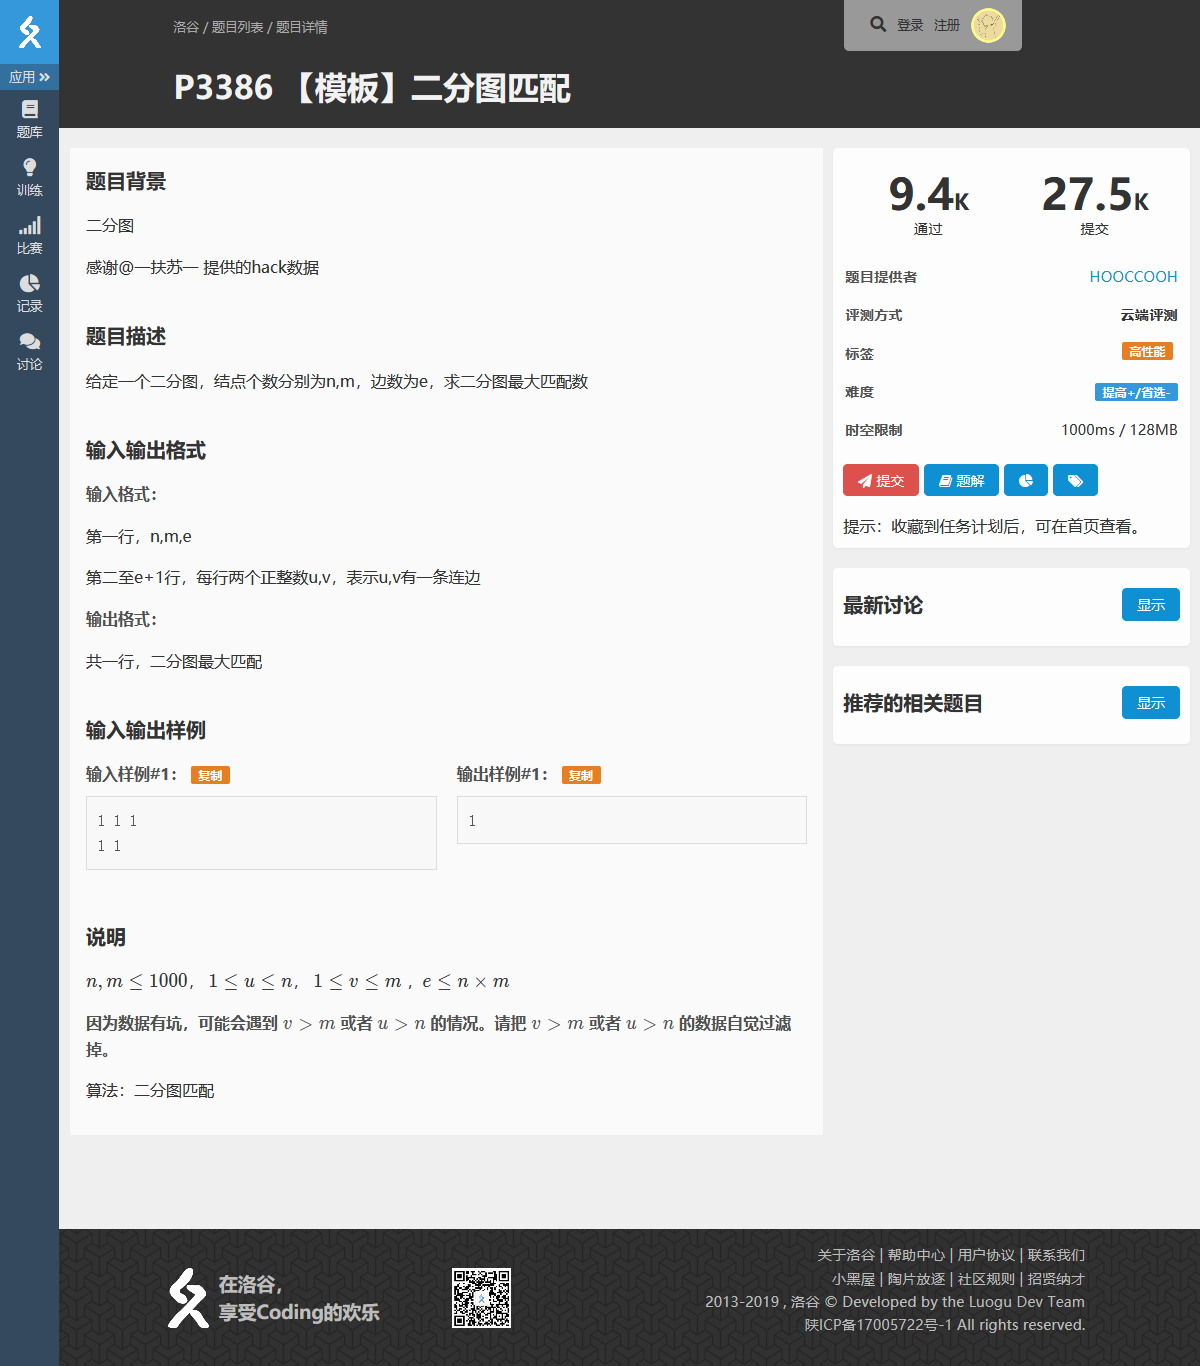 洛谷 / 题目列表 / 题目详情
登录 注册
P3386 【模板】二分图匹配
应用
题库
训练
比赛
记录
讨论
题目背景
二分图
感谢@一扶苏一 提供的hack数据
题目描述
给定一个二分图，结点个数分别为n,m，边数为e，求二分图最大匹配数
输入输出格式
输入格式：
第一行，n,m,e
第二至e+1行，每行两个正整数u,v，表示u,v有一条连边
输出格式：
共一行，二分图最大匹配
输入输出样例
输入样例#1： 复制
1 1 1
1 1
输出样例#1： 复制
1
说明
n, m ≤ 1000， 1 ≤ u ≤ n， 1 ≤ v ≤ m ，e ≤ n × m
因为数据有坑，可能会遇到 v > m 或者 u > n 的情况。请把 v > m 或者 u > n 的数据自觉过滤
掉。
算法：二分图匹配
9.4K
通过
27.5K
提交
题目提供者 HOOCCOOH
评测方式 云端评测
标签 高性能
难度 提高+/省选-
时空限制 1000ms / 128MB
提交 题解
提示：收藏到任务计划后，可在首页查看。
最新讨论 显示
推荐的相关题目 显示
在洛谷，
享受Coding的欢乐
关于洛谷 | 帮助中心 | 用户协议 | 联系我们
小黑屋 | 陶片放逐 | 社区规则 | 招贤纳才
2013-2019 , 洛谷 © Developed by the Luogu Dev Team
陕ICP备17005722号-1 All rights reserved.